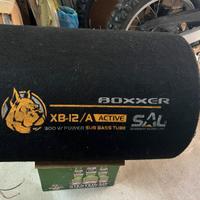 BOXXER
XB-12/A ACTIVE
300 W POWER SUB BASS TUBE
SAL